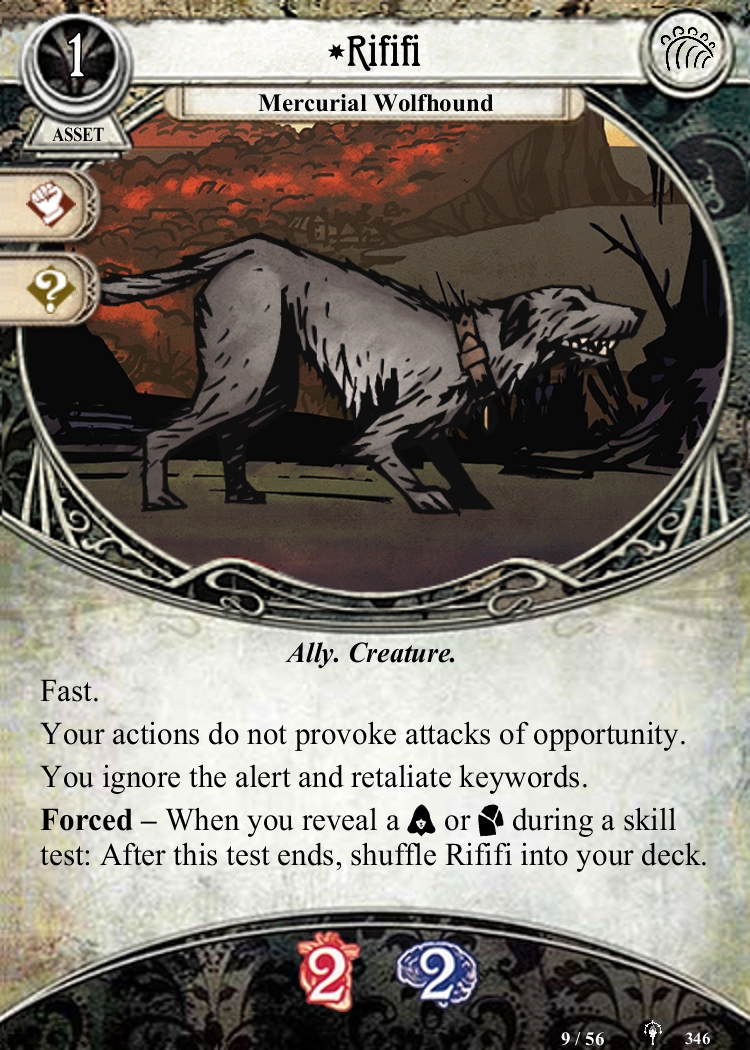 1
*Rififi
Mercurial Wolfhound
ASSET
?
Ally. Creature.
Fast.
Your actions do not provoke attacks of opportunity.
You ignore the alert and retaliate keywords.
Forced – When you reveal a or during a skill
test: After this test ends, shuffle Rififi into your deck.
2 2
9 / 56 346